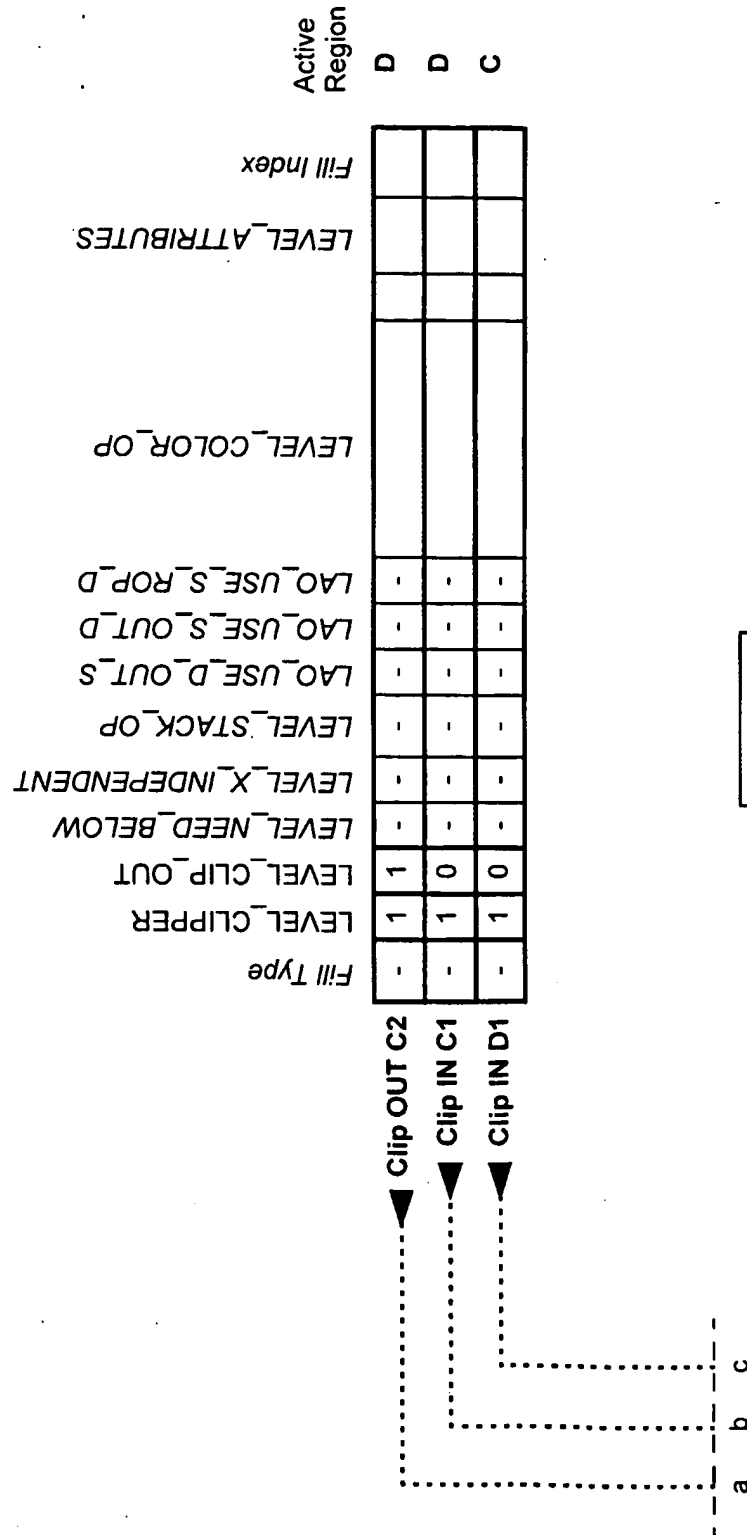 Active
Region
Fill Type
LEVEL_CLIPPER
LEVEL_CLIP_OUT
LEVEL_NEED_BELOW
LEVEL_X_INDEPENDENT
LEVEL_STACK_OP
LAO_USE_D_OUT_S
LAO_USE_S_OUT_D
LAO_USE_S_ROP_D
LEVEL_COLOR_OP
LEVEL_ATTRIBUTES
Fill Index
Clip OUT C2 - 1 1 - - - - - - D
Clip IN C1 - 1 0 - - - - - - D
Clip IN D1 - 1 0 - - - - - - C
a b c